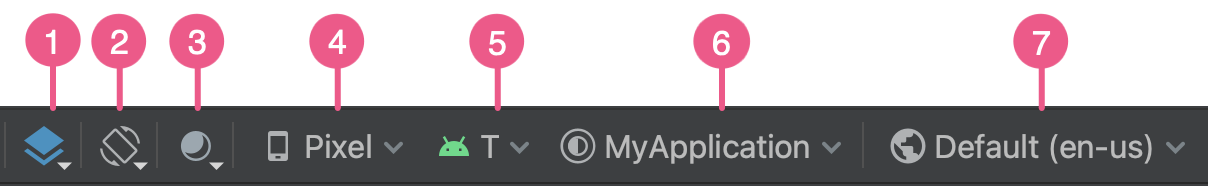 1 2 3 4 5 6 7
Pixel T MyApplication Default (en-us)